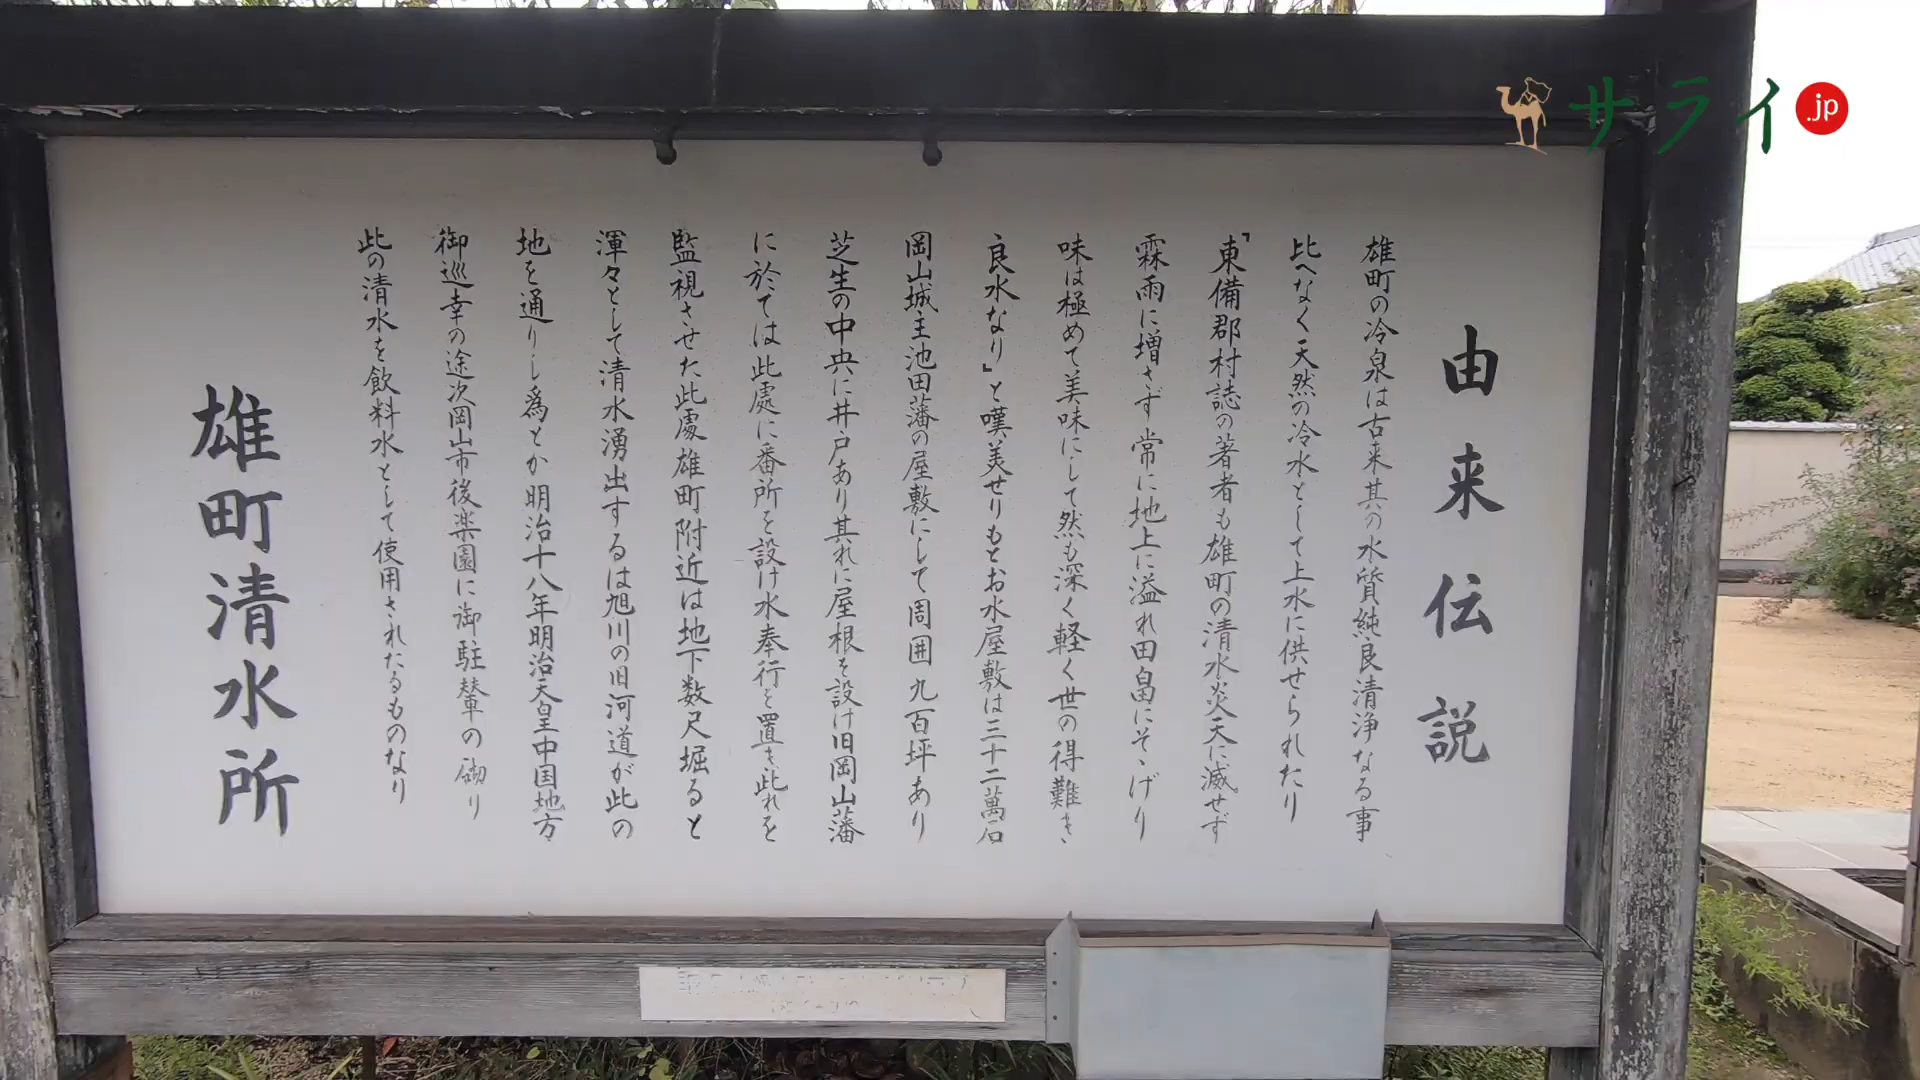 由来伝説
雄町の冷泉は古来其の水質純良清浄なる事
比へなく天然の冷水として上水に供せられたり
「東備郡村誌の著者も雄町の清水炎天に減せず
霖雨に増さず常に地上に溢れ田畠にそゝげり
味は極めて美味にして然も深く軽く世の得難き
良水なり」と嘆美せりもとお水屋敷は三十二萬石
岡山城主池田藩の屋敷にして周囲九百坪あり
芝生の中央に井戸あり其れに屋根を設け旧岡山藩
に於ては此處に番所を設け水奉行を置き此れを
監視させた此處雄町附近は地下数尺堀ると
渾々として清水湧出するは旭川の旧河道が此の
地を通りし為とか明治十八年明治天皇中国地方
御巡幸の途次岡山市後楽園に御駐輦の砌り
此の清水を飲料水として使用されたるものなり
雄町清水所
サライ.jp